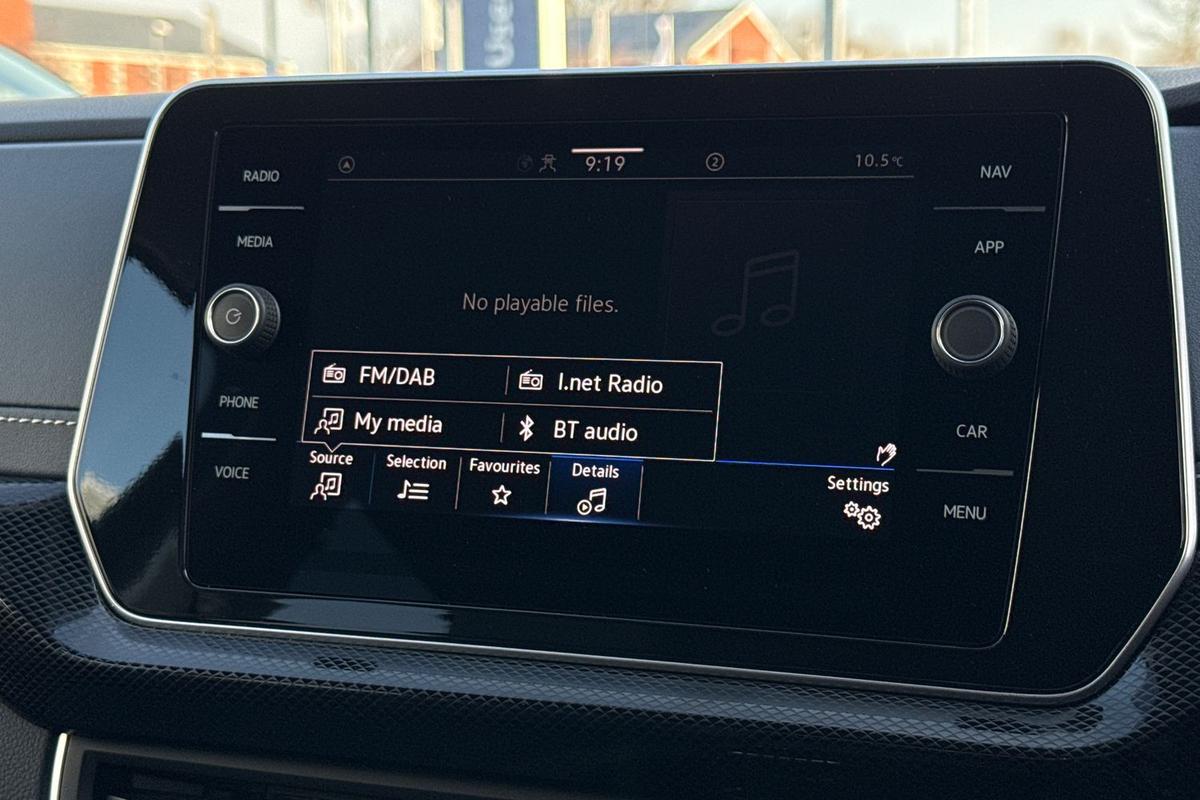 Used
9:19
2
10.5°C
RADIO
MEDIA
PHONE
VOICE
No playable files.
FM/DAB
I.net Radio
My media
BT audio
Source
Selection
Favourites
Details
Settings
NAV
APP
CAR
MENU